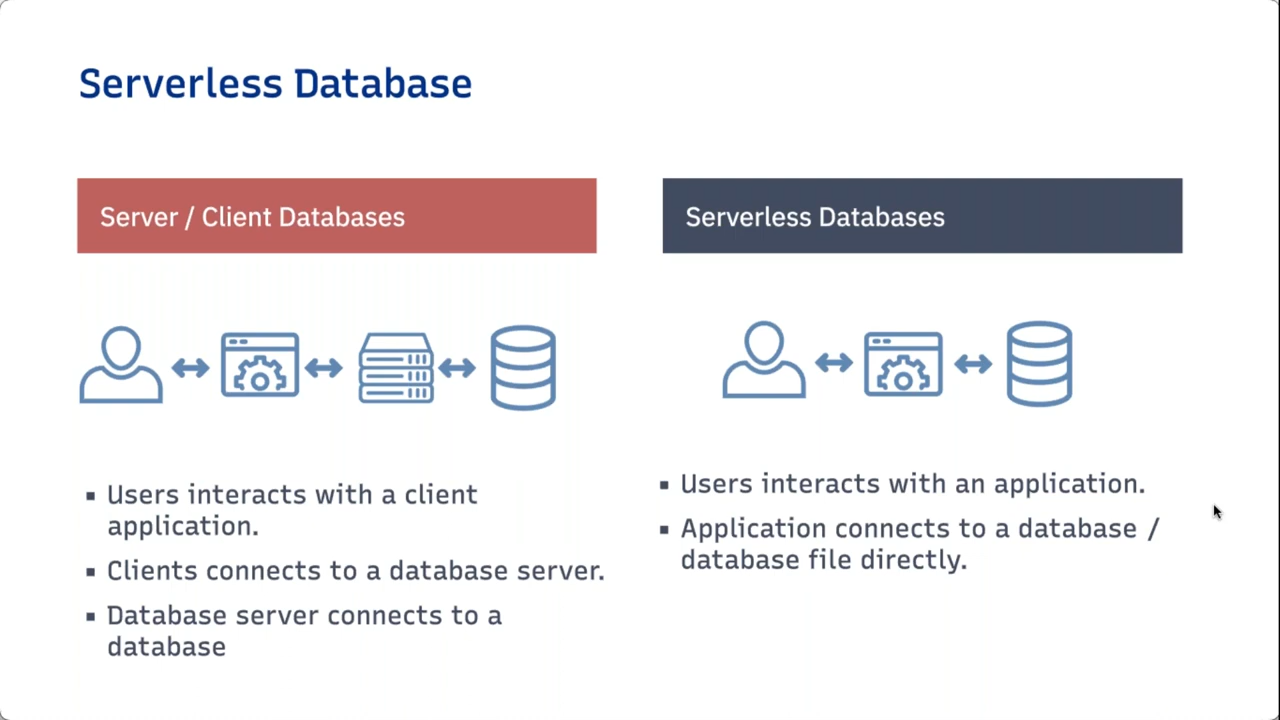 Serverless Database
Server / Client Databases
▪ Users interacts with a client
application.
▪ Clients connects to a database server.
▪ Database server connects to a
database
Serverless Databases
▪ Users interacts with an application.
▪ Application connects to a database /
database file directly.